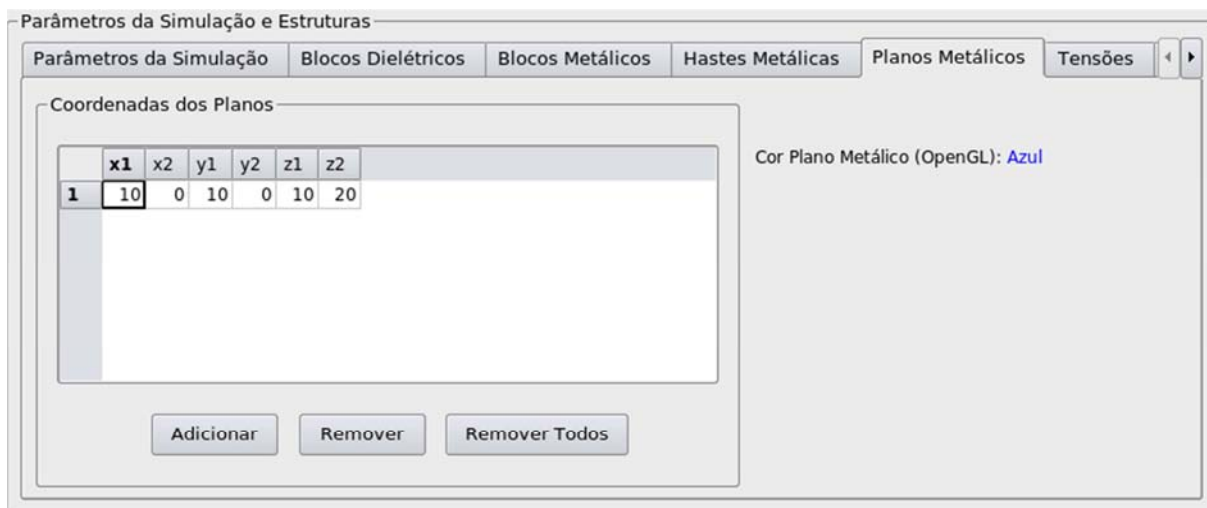 Parâmetros da Simulação e Estruturas
Parâmetros da Simulação Blocos Dielétricos Blocos Metálicos Hastes Metálicas Planos Metálicos Tensões
Coordenadas dos Planos
Cor Plano Metálico (OpenGL): Azul
x1 x2 y1 y2 z1 z2
1 10 0 10 0 10 20
Adicionar Remover Remover Todos